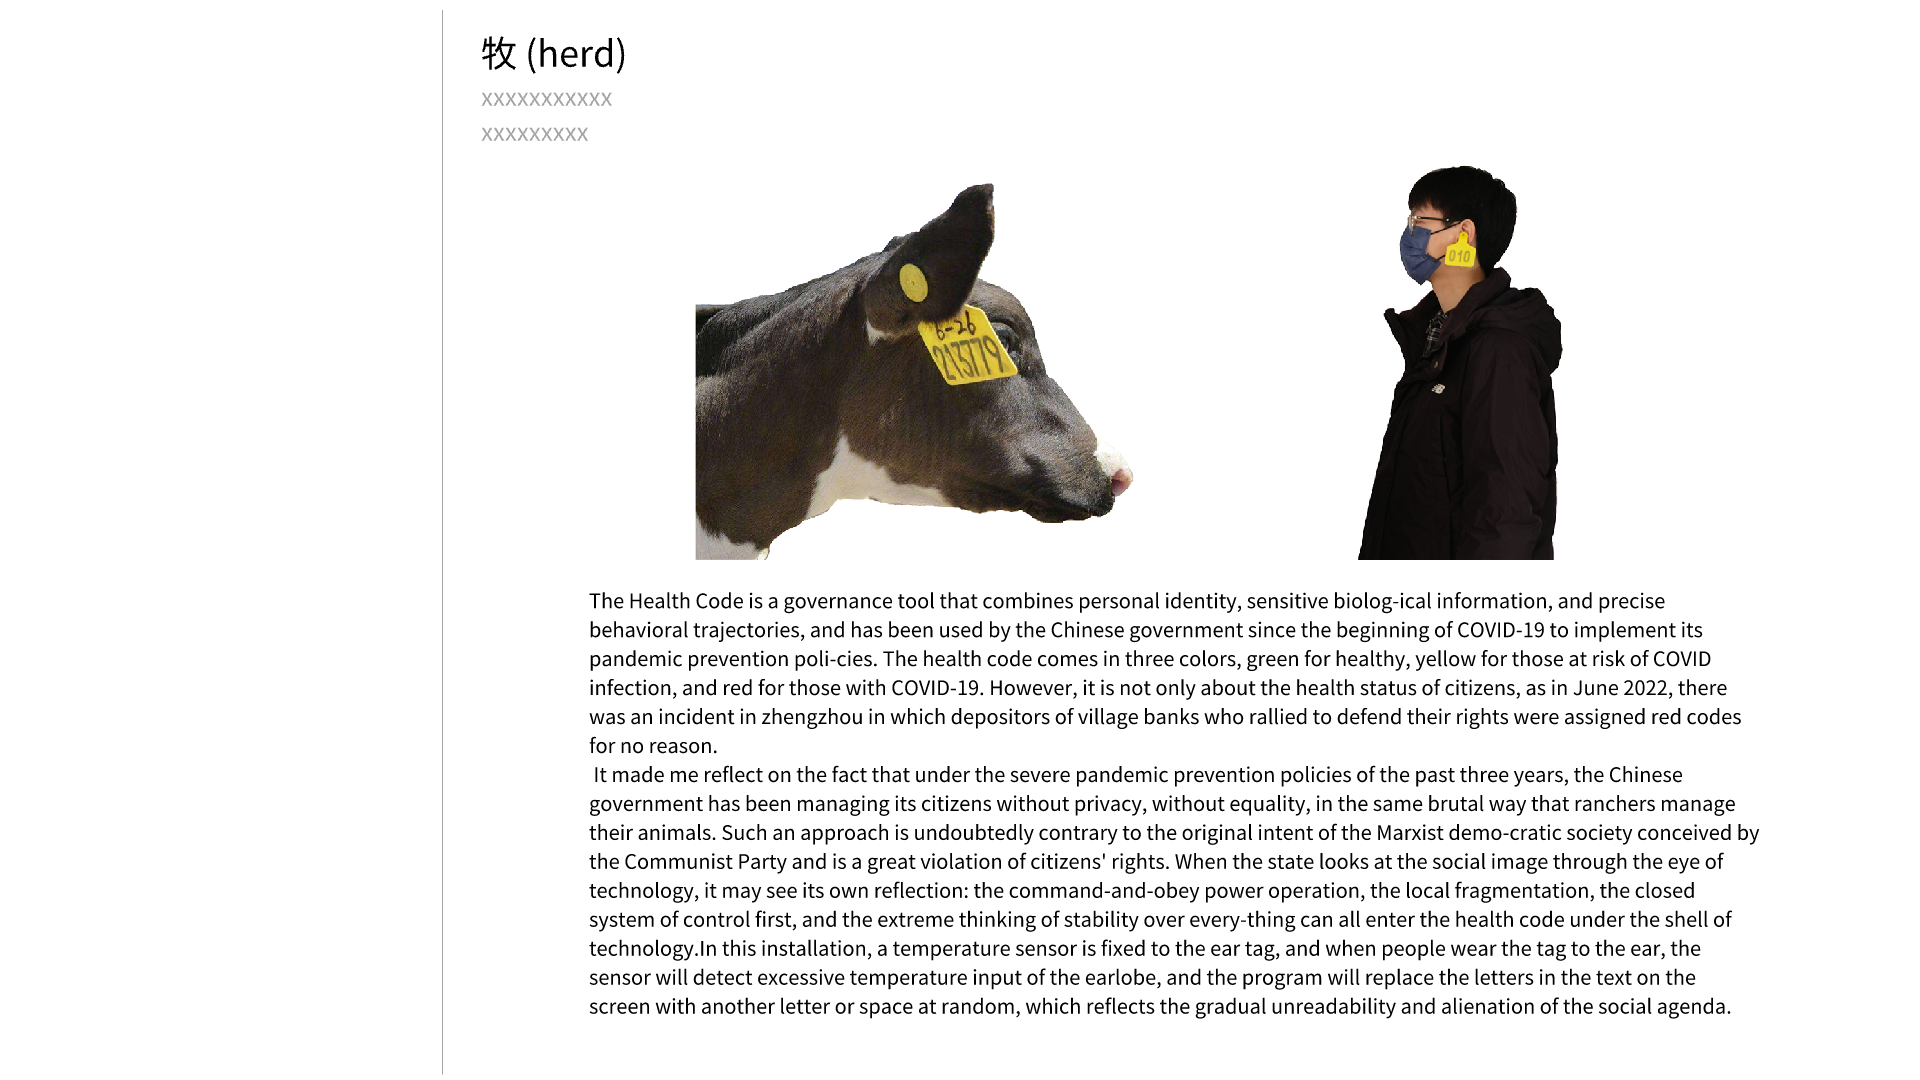 牧 (herd)
xxxxxxxxxxx
xxxxxxxxx
6-26
213779
010
The Health Code is a governance tool that combines personal identity, sensitive biolog-ical information, and precise
behavioral trajectories, and has been used by the Chinese government since the beginning of COVID-19 to implement its
pandemic prevention poli-cies. The health code comes in three colors, green for healthy, yellow for those at risk of COVID
infection, and red for those with COVID-19. However, it is not only about the health status of citizens, as in June 2022, there
was an incident in zhengzhou in which depositors of village banks who rallied to defend their rights were assigned red codes
for no reason.
It made me reflect on the fact that under the severe pandemic prevention policies of the past three years, the Chinese
government has been managing its citizens without privacy, without equality, in the same brutal way that ranchers manage
their animals. Such an approach is undoubtedly contrary to the original intent of the Marxist demo-cratic society conceived by
the Communist Party and is a great violation of citizens' rights. When the state looks at the social image through the eye of
technology, it may see its own reflection: the command-and-obey power operation, the local fragmentation, the closed
system of control first, and the extreme thinking of stability over every-thing can all enter the health code under the shell of
technology.In this installation, a temperature sensor is fixed to the ear tag, and when people wear the tag to the ear, the
sensor will detect excessive temperature input of the earlobe, and the program will replace the letters in the text on the
screen with another letter or space at random, which reflects the gradual unreadability and alienation of the social agenda.